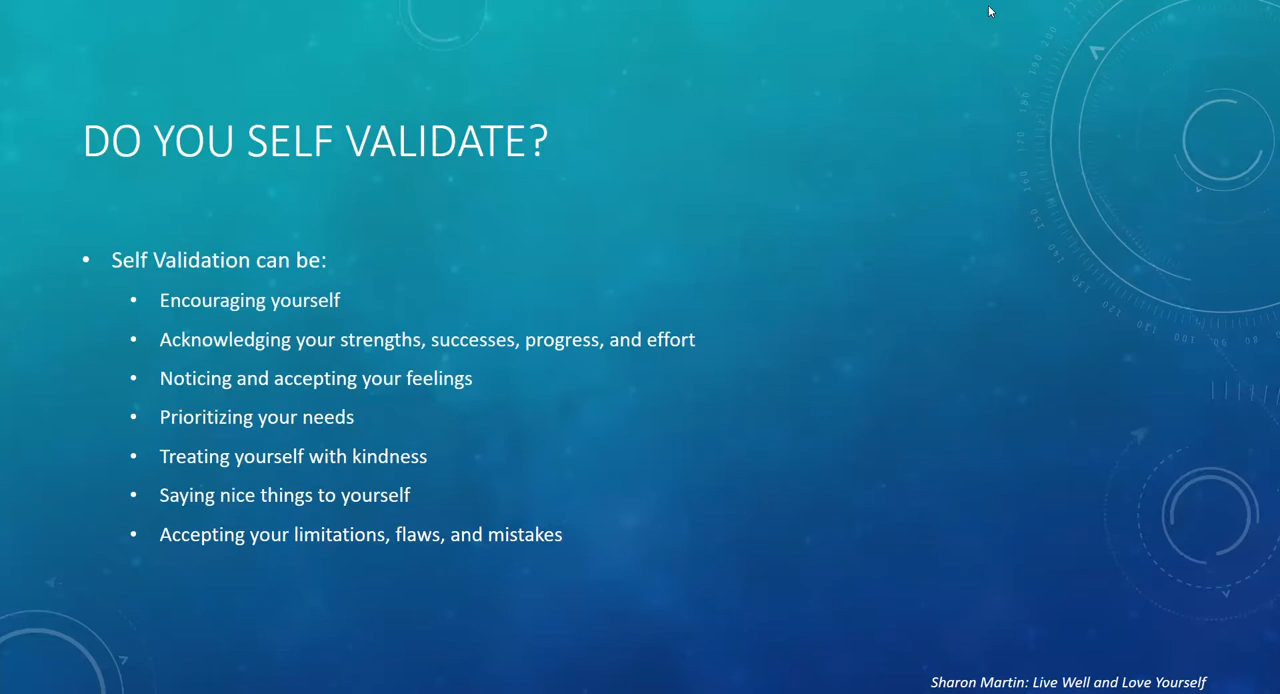 DO YOU SELF VALIDATE?
• Self Validation can be:
• Encouraging yourself
• Acknowledging your strengths, successes, progress, and effort
• Noticing and accepting your feelings
• Prioritizing your needs
• Treating yourself with kindness
• Saying nice things to yourself
• Accepting your limitations, flaws, and mistakes
Sharon Martin: Live Well and Love Yourself